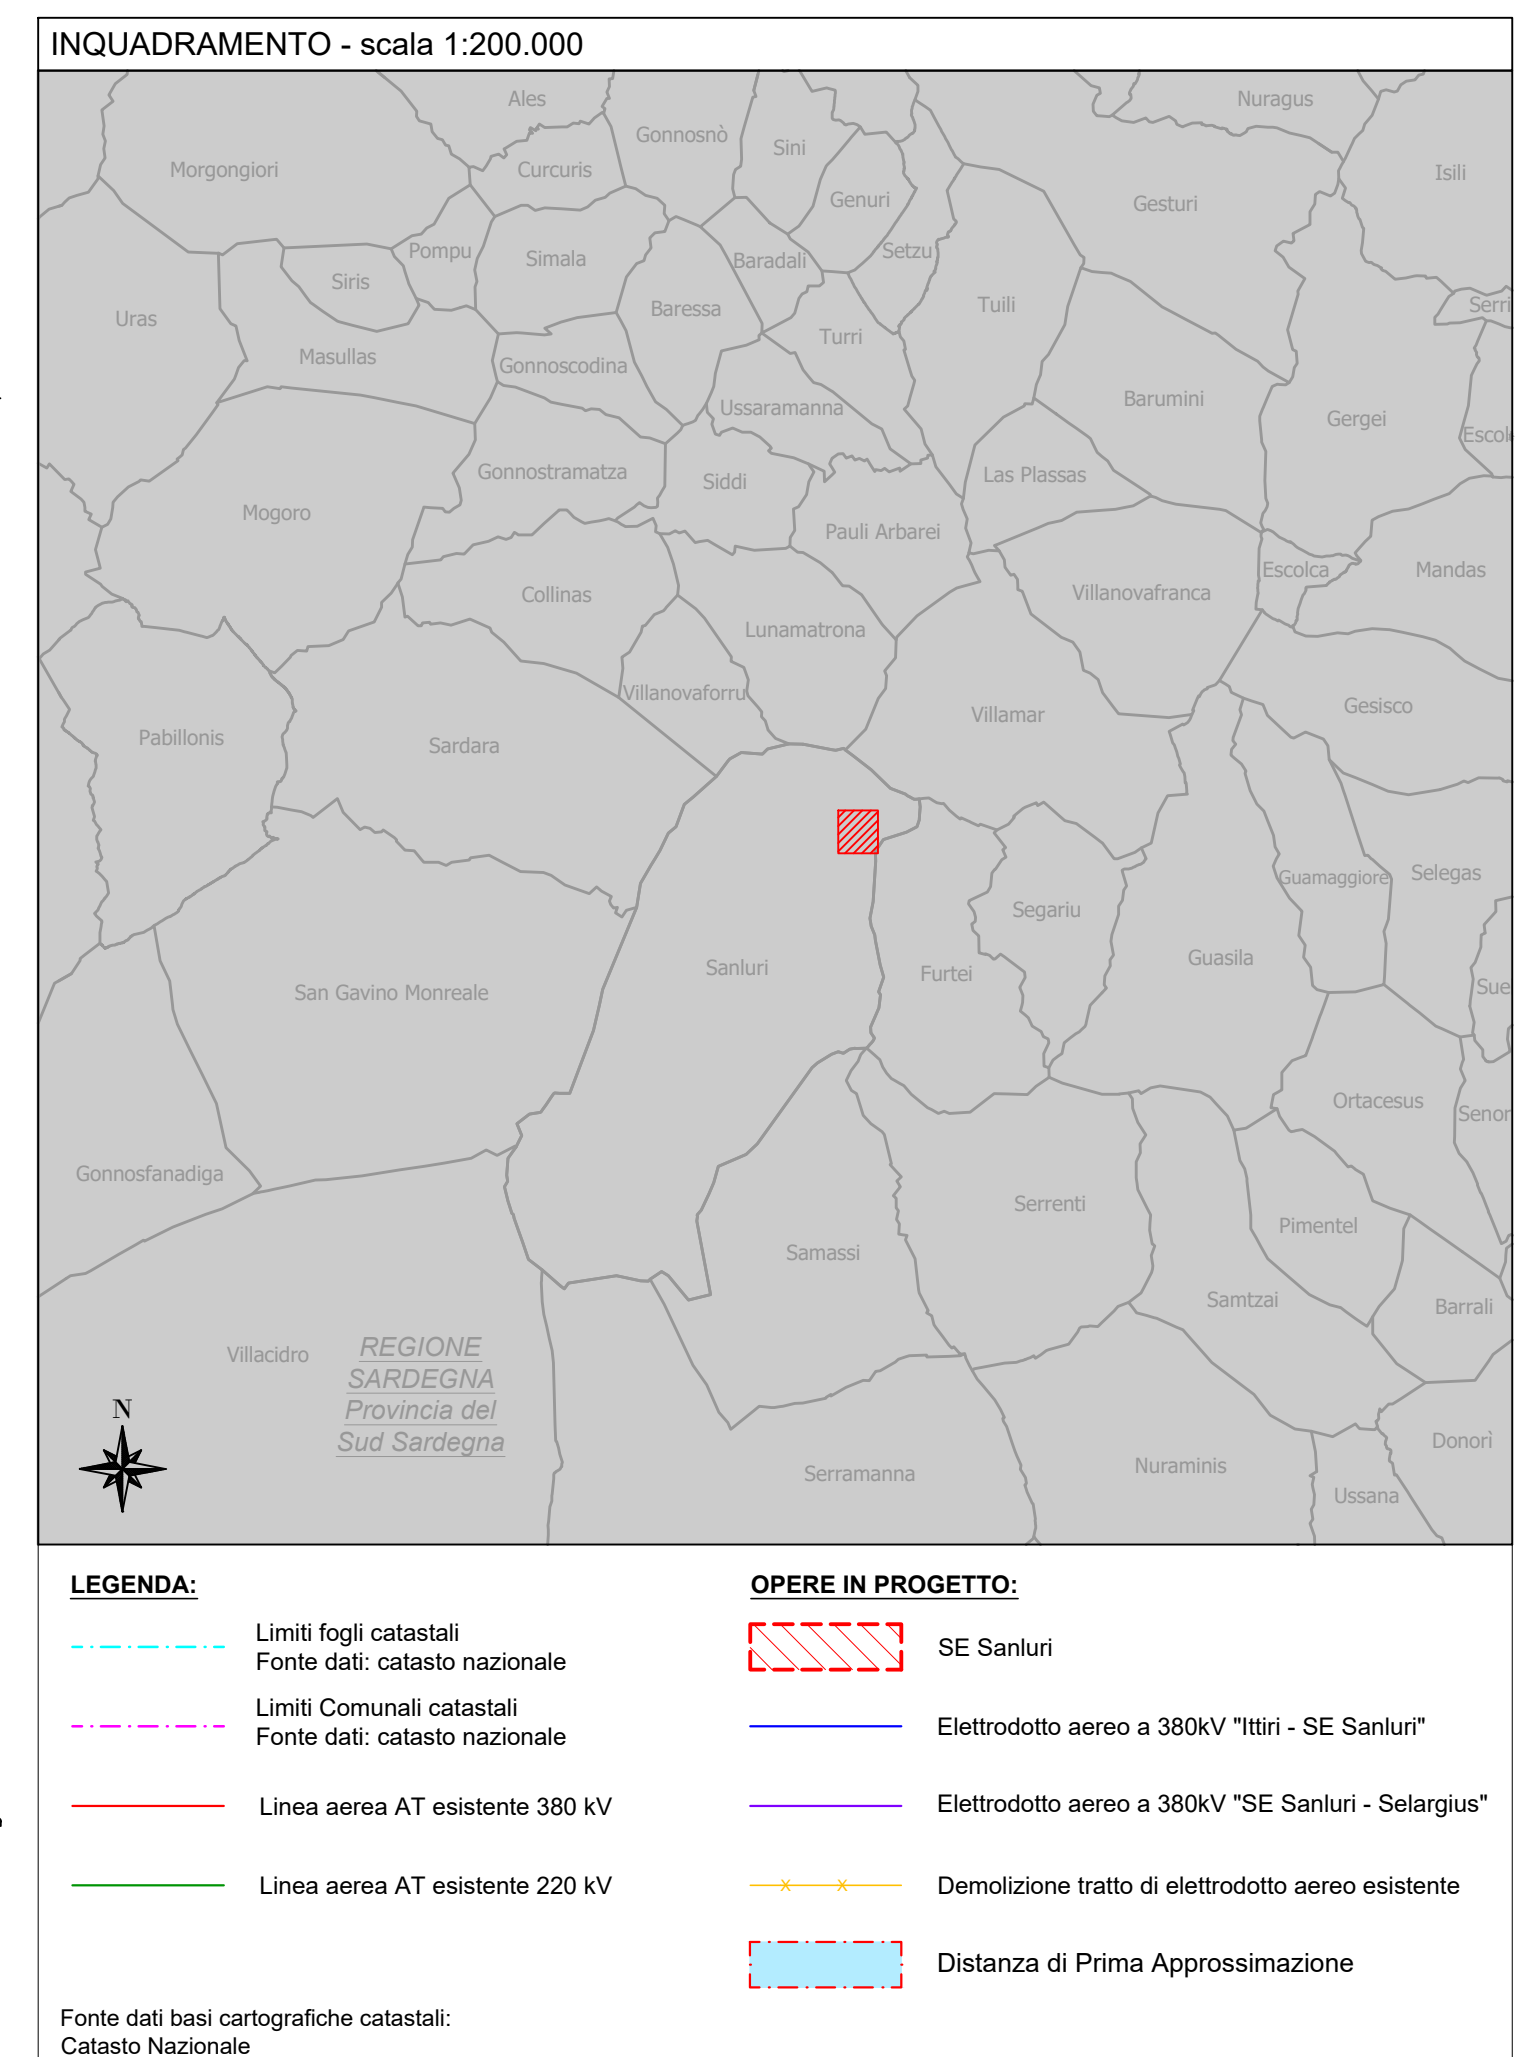 INQUADRAMENTO - scala 1:200.000
Ales
Nuragus
Gonnosnò
Sini
Morgongiori
Curcuris
Isili
Genuri
Gesturi
Pompu
Simala
Baradali
Setzu
Siris
Uras
Baressa
Tuili
Serri
Turri
Masullas
Gonnoscodina
Barumini
Ussaramanna
Gergei
Escol
Gonnostramatza
Siddi
Las Plassas
Mogoro
Pauli Arbarei
Escolca
Mandas
Collinas
Villanovafranca
Lunamatrona
Villanovaforru
Gesisco
Villamar
Pabillonis
Sardara
Guamaggiore
Selegas
Segariu
Guasila
Sanluri
Furtei
San Gavino Monreale
Sue
Ortacesus
Senor
Gonnosfanadiga
Serrenti
Pimentel
Samassi
Samtzai
Barrali
Villacidro
REGIONE
SARDEGNA
Provincia del
Sud Sardegna
N
Donorì
Nuraminis
Serramanna
Ussana
LEGENDA:
Limiti fogli catastali
Fonte dati: catasto nazionale
Limiti Comunali catastali
Fonte dati: catasto nazionale
Linea aerea AT esistente 380 kV
Linea aerea AT esistente 220 kV
OPERE IN PROGETTO:
SE Sanluri
Elettrodotto aereo a 380kV "Ittiri - SE Sanluri"
Elettrodotto aereo a 380kV "SE Sanluri - Selargius"
x x
Demolizione tratto di elettrodotto aereo esistente
Distanza di Prima Approssimazione
Fonte dati basi cartografiche catastali:
Catasto Nazionale